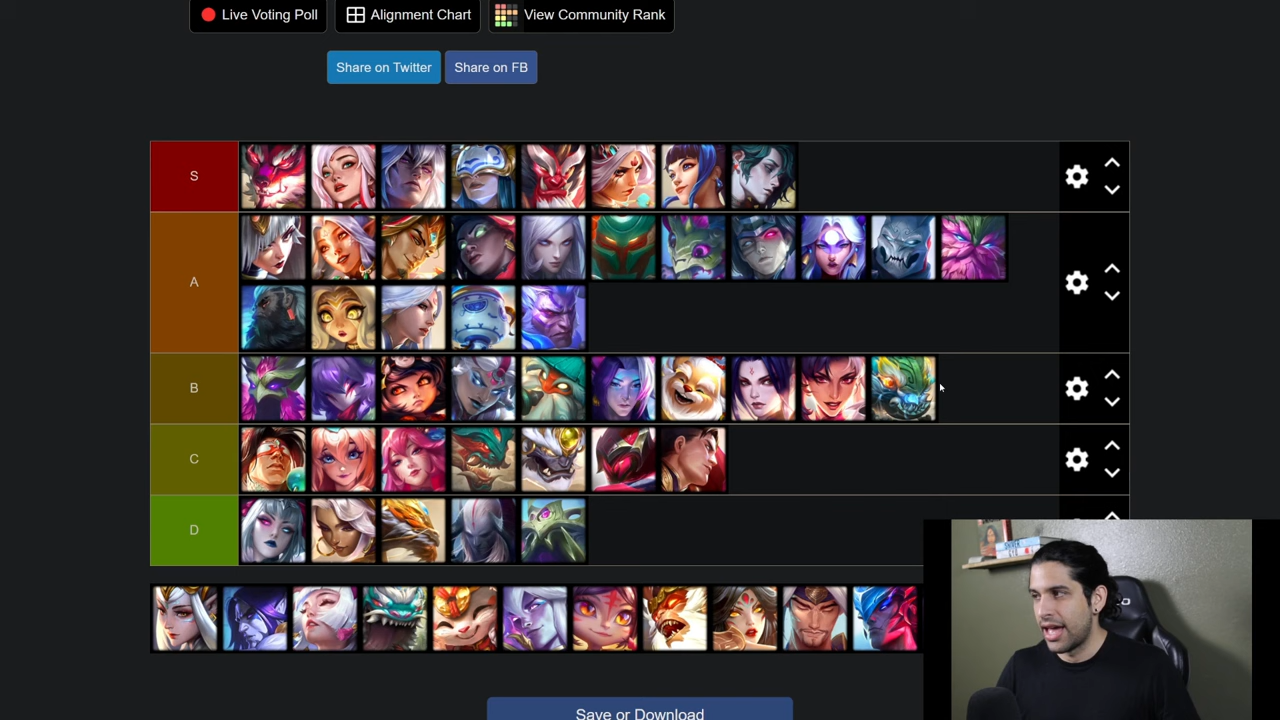 Live Voting Poll
Alignment Chart
View Community Rank
Share on Twitter
Share on FB
S
A
B
C
D
Save or Download